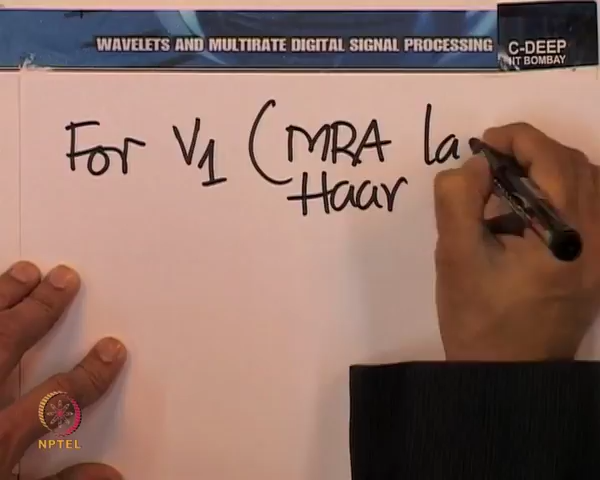 WAVELETS AND MULTIRATE DIGITAL SIGNAL PROCESSING
C-DEEP
IIT BOMBAY
For V1 (MRA la
Haar
NPTEL